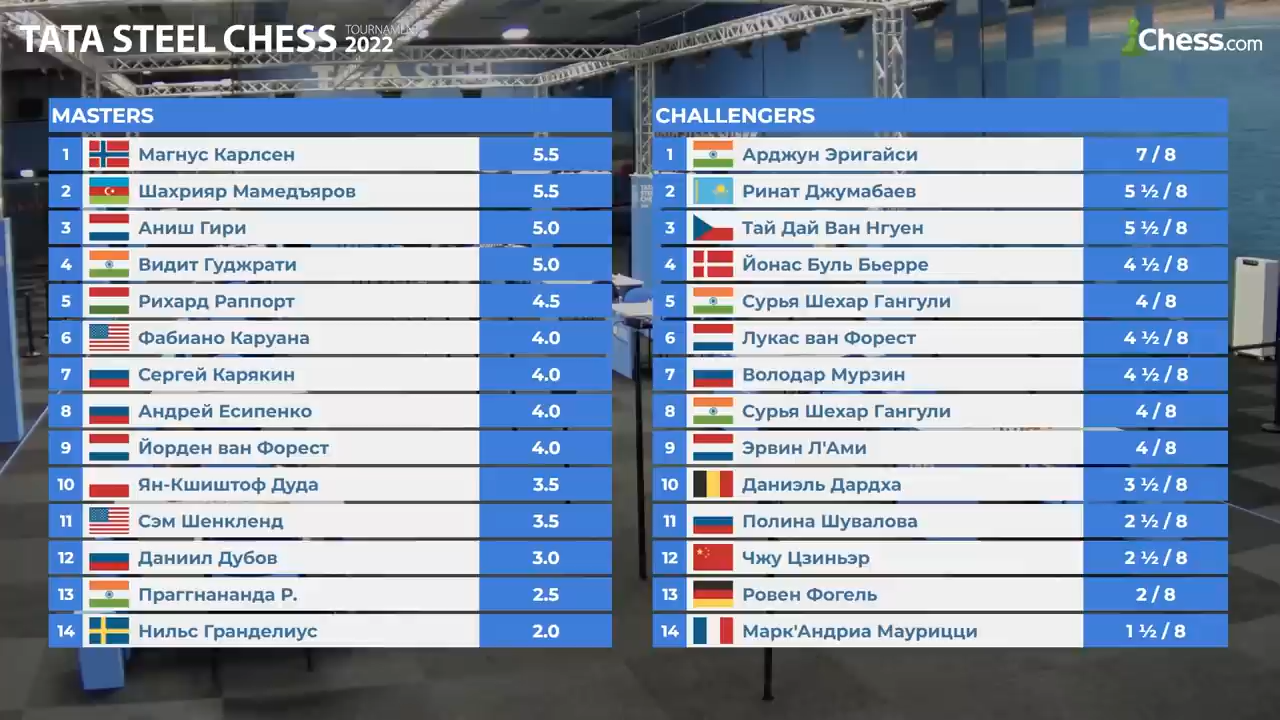 TATA STEEL CHESS TOURNAMENT 2022
Chess.com
MASTERS
1 Магнус Карлсен 5.5
2 Шахрияр Мамедъяров 5.5
3 Аниш Гири 5.0
4 Видит Гуджрати 5.0
5 Рихард Раппорт 4.5
6 Фабиано Каруана 4.0
7 Сергей Карякин 4.0
8 Андрей Есипенко 4.0
9 Йорден ван Форест 4.0
10 Ян-Кшиштоф Дуда 3.5
11 Сэм Шенкленд 3.5
12 Даниил Дубов 3.0
13 Праггнананда Р. 2.5
14 Нильс Гранделиус 2.0
CHALLENGERS
1 Арджун Эригайси 7 / 8
2 Ринат Джумабаев 5 ½ / 8
3 Тай Дай Ван Нгуен 5 ½ / 8
4 Йонас Буль Бьерре 4 ½ / 8
5 Сурья Шехар Гангули 4 / 8
6 Лукас ван Форест 4 ½ / 8
7 Володар Мурзин 4 ½ / 8
8 Сурья Шехар Гангули 4 / 8
9 Эрвин Л'Ами 4 / 8
10 Даниэль Дардха 3 ½ / 8
11 Полина Шувалова 2 ½ / 8
12 Чжу Цзиньэр 2 ½ / 8
13 Ровен Фогель 2 / 8
14 Марк'Андриа Маурицци 1 ½ / 8
TATA STEEL